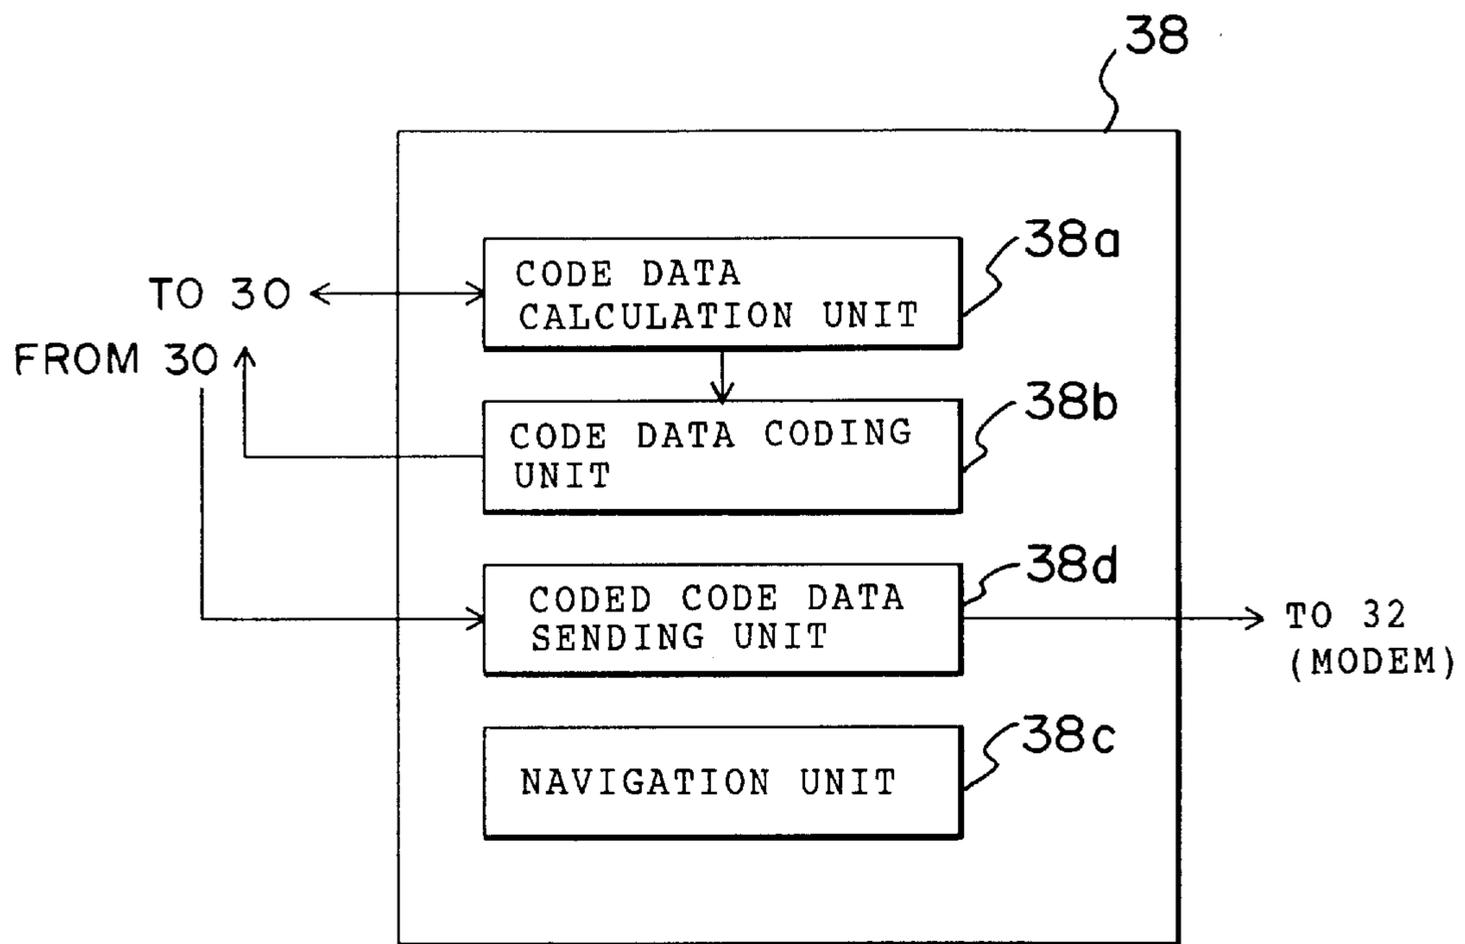 38
38a
CODE DATA
CALCULATION UNIT
TO 30
FROM 30
38b
CODE DATA CODING
UNIT
38d
CODED CODE DATA
SENDING UNIT
TO 32
(MODEM)
38c
NAVIGATION UNIT